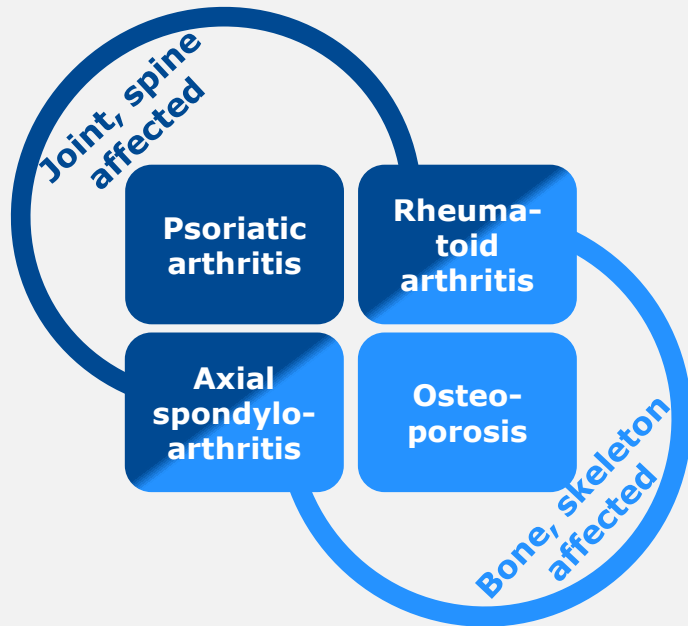 Joint, spine
affected
Psoriatic
arthritis
Rheuma-
toid
arthritis
Axial
spondylo-
arthritis
Osteo-
porosis
Bone, skeleton
affected